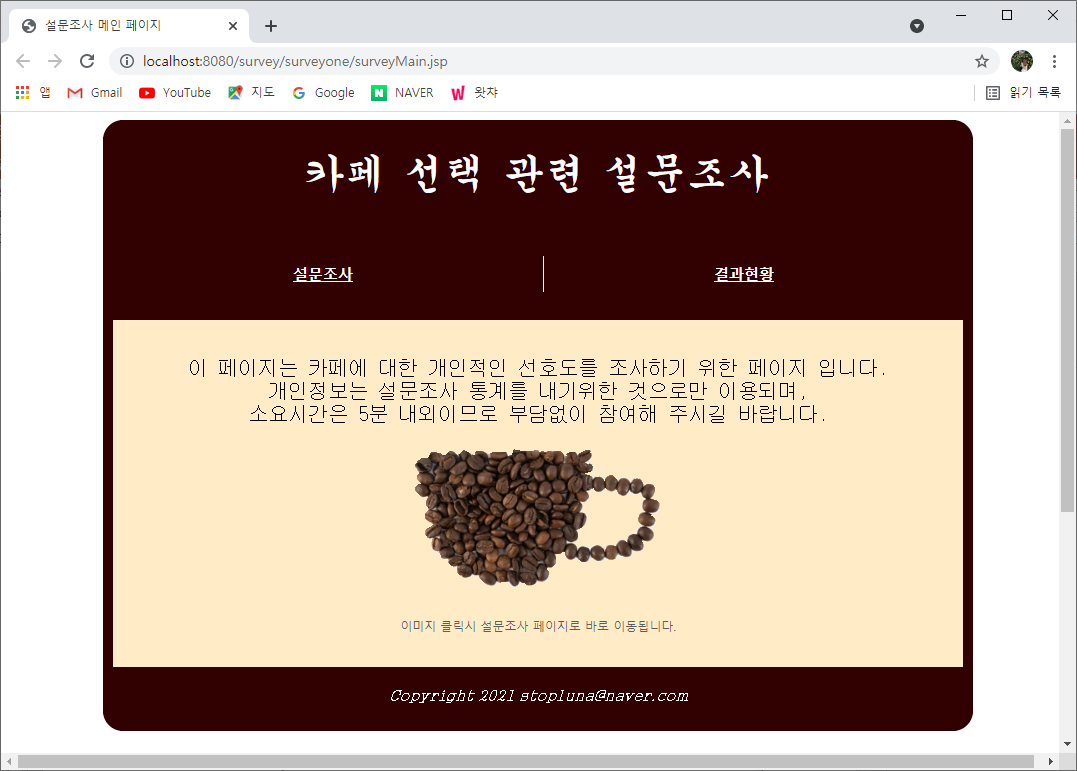 설문조사 메인 페이지
localhost:8080/survey/surveyone/surveyMain.jsp
앱 Gmail YouTube 지도 Google NAVER 왓챠 읽기 목록
카페 선택 관련 설문조사
설문조사 결과현황
이 페이지는 카페에 대한 개인적인 선호도를 조사하기 위한 페이지 입니다.
개인정보는 설문조사 통계를 내기위한 것으로만 이용되며,
소요시간은 5분 내외이므로 부담없이 참여해 주시길 바랍니다.
이미지 클릭시 설문조사 페이지로 바로 이동됩니다.
Copyright 2021 stopluna@naver.com